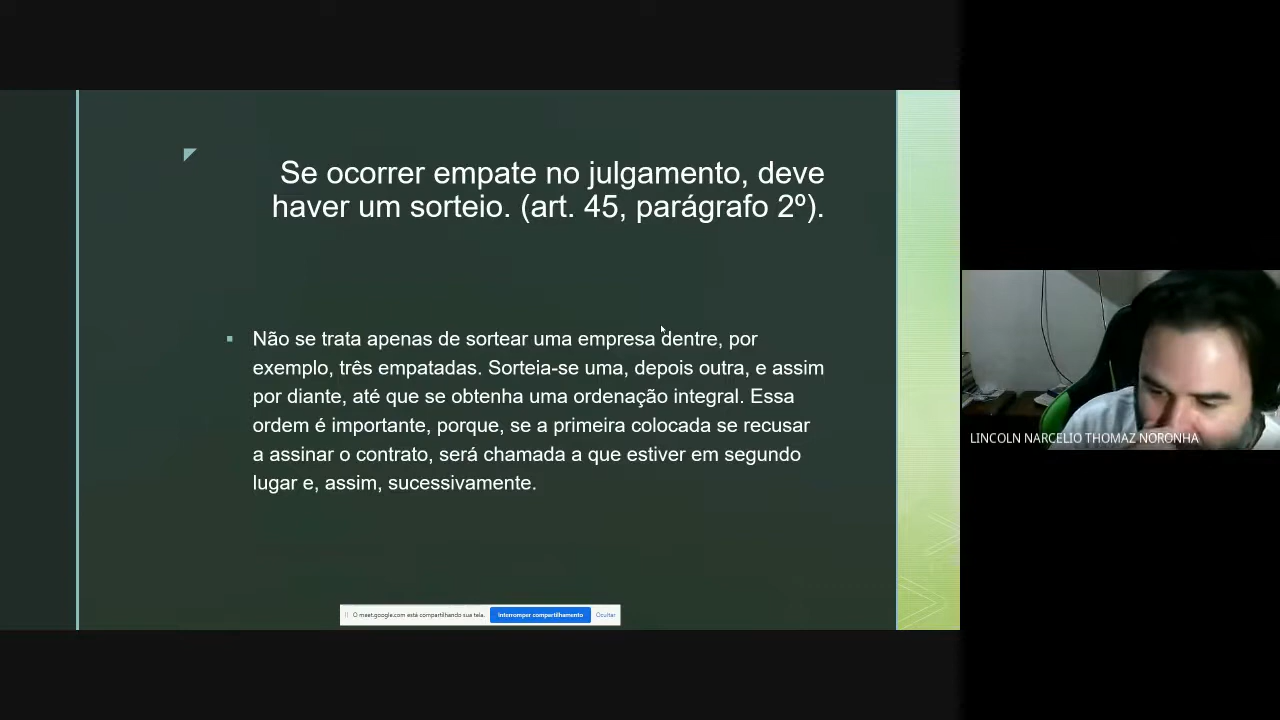 Se ocorrer empate no julgamento, deve
haver um sorteio. (art. 45, parágrafo 2º).
Não se trata apenas de sortear uma empresa dentre, por
exemplo, três empatadas. Sorteia-se uma, depois outra, e assim
por diante, até que se obtenha uma ordenação integral. Essa
ordem é importante, porque, se a primeira colocada se recusar
a assinar o contrato, será chamada a que estiver em segundo
lugar e, assim, sucessivamente.
O meet.google.com está compartilhando sua tela. Interromper compartilhamento Ocultar
LINCOLN NARCELIO THOMAZ NORONHA